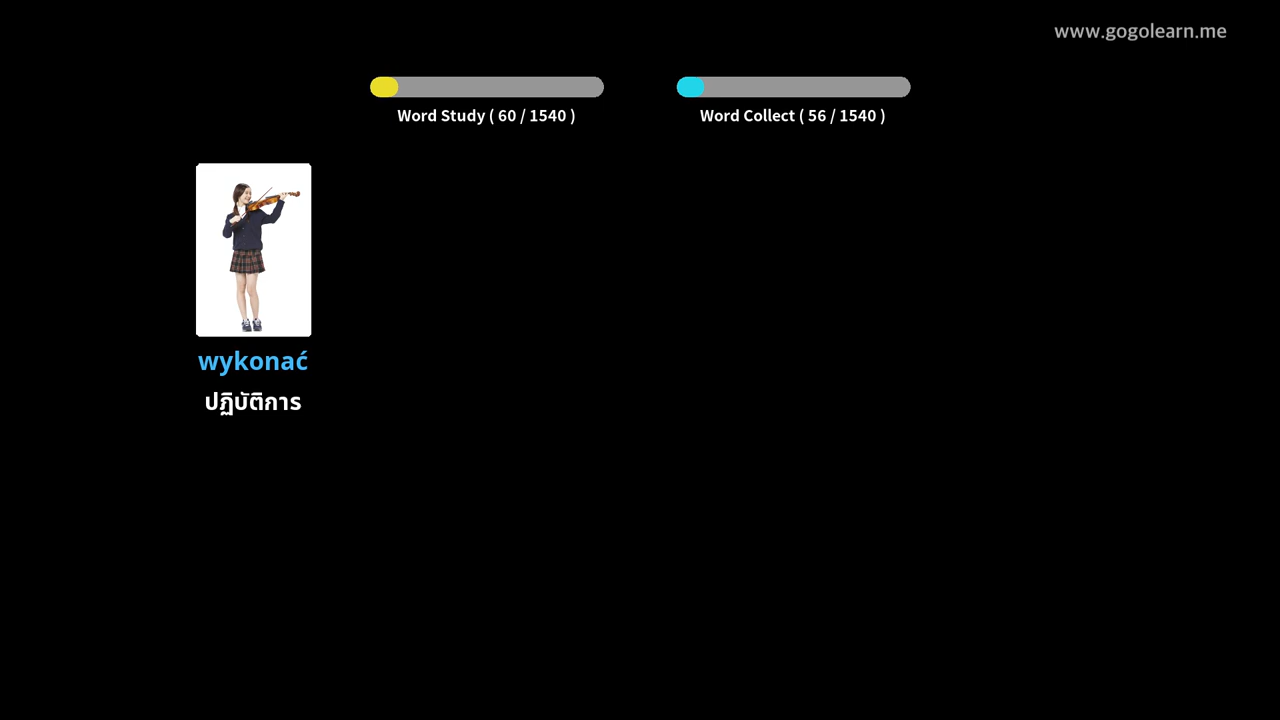 www.gogolearn.me
Word Study ( 60 / 1540 )
Word Collect ( 56 / 1540 )
wykonać
ปฏิบัติการ